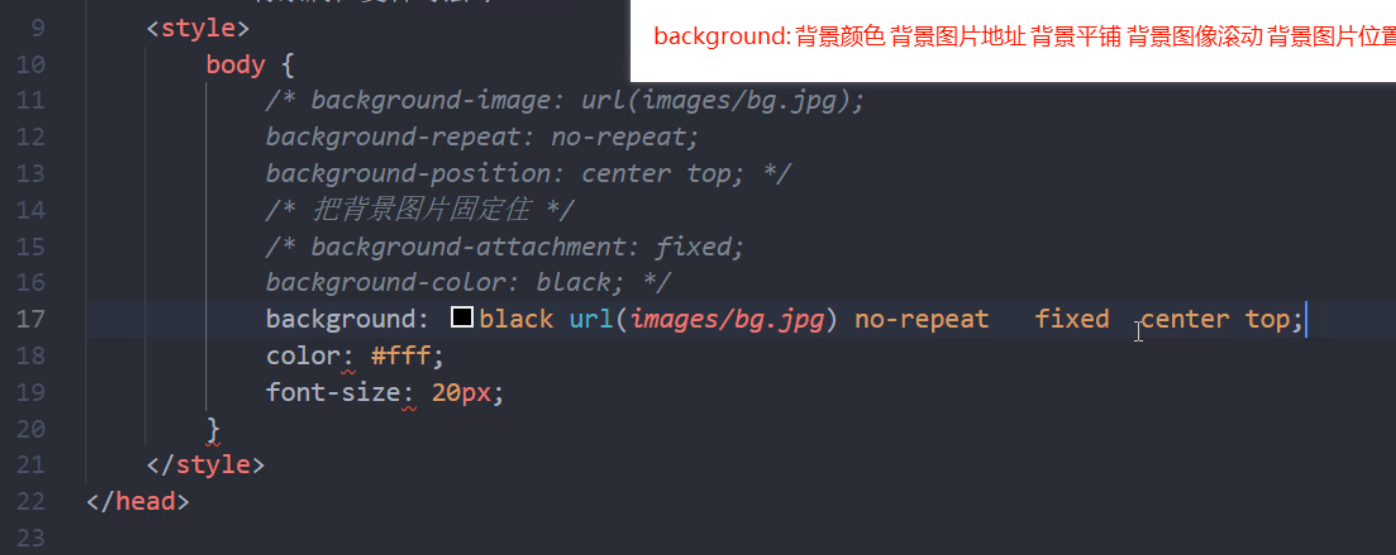 9 <style>
background: 背景颜色 背景图片地址 背景平铺 背景图像滚动 背景图片位置
10 body {
11 /* background-image: url(images/bg.jpg);
12 background-repeat: no-repeat;
13 background-position: center top; */
14 /* 把背景图片固定住 */
15 /* background-attachment: fixed;
16 background-color: black; */
17 background: black url(images/bg.jpg) no-repeat fixed center top;
18 color: #fff;
19 font-size: 20px;
20 }
21 </style>
22 </head>
23